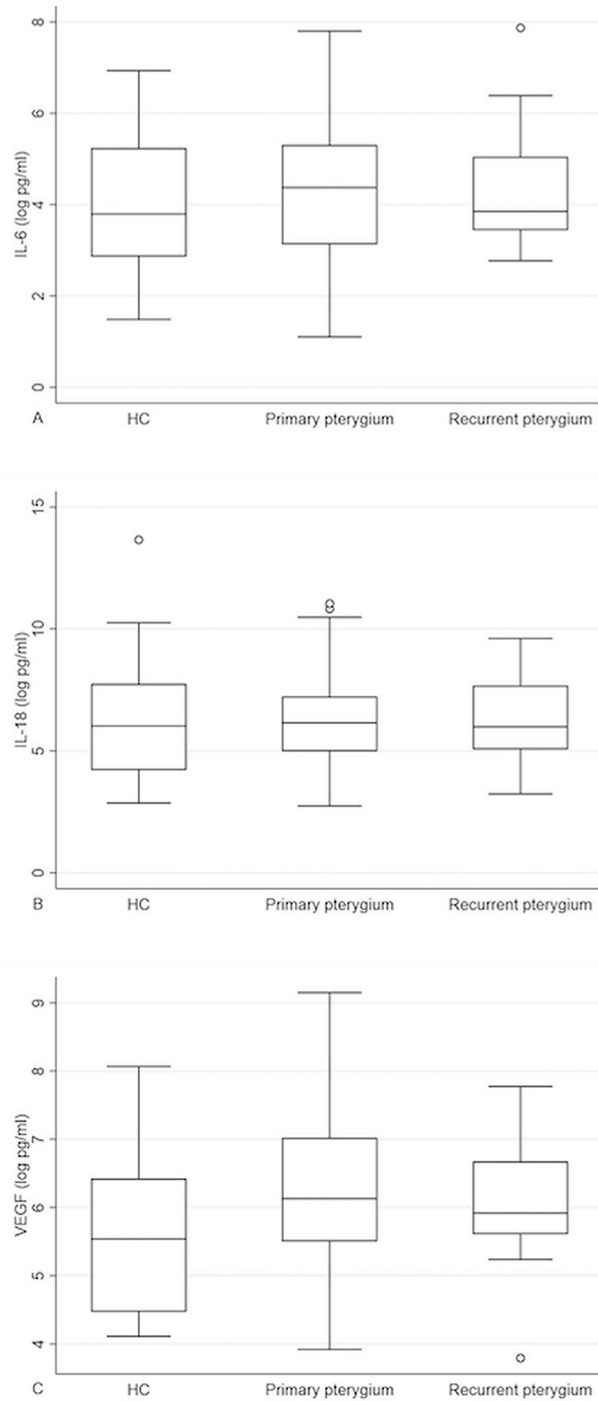 IL-6 (log pg/ml)
8
6
4
2
0
A HC Primary pterygium Recurrent pterygium
IL-18 (log pg/ml)
15
10
5
0
B HC Primary pterygium Recurrent pterygium
VEGF (log pg/ml)
9
8
7
6
5
4
C HC Primary pterygium Recurrent pterygium